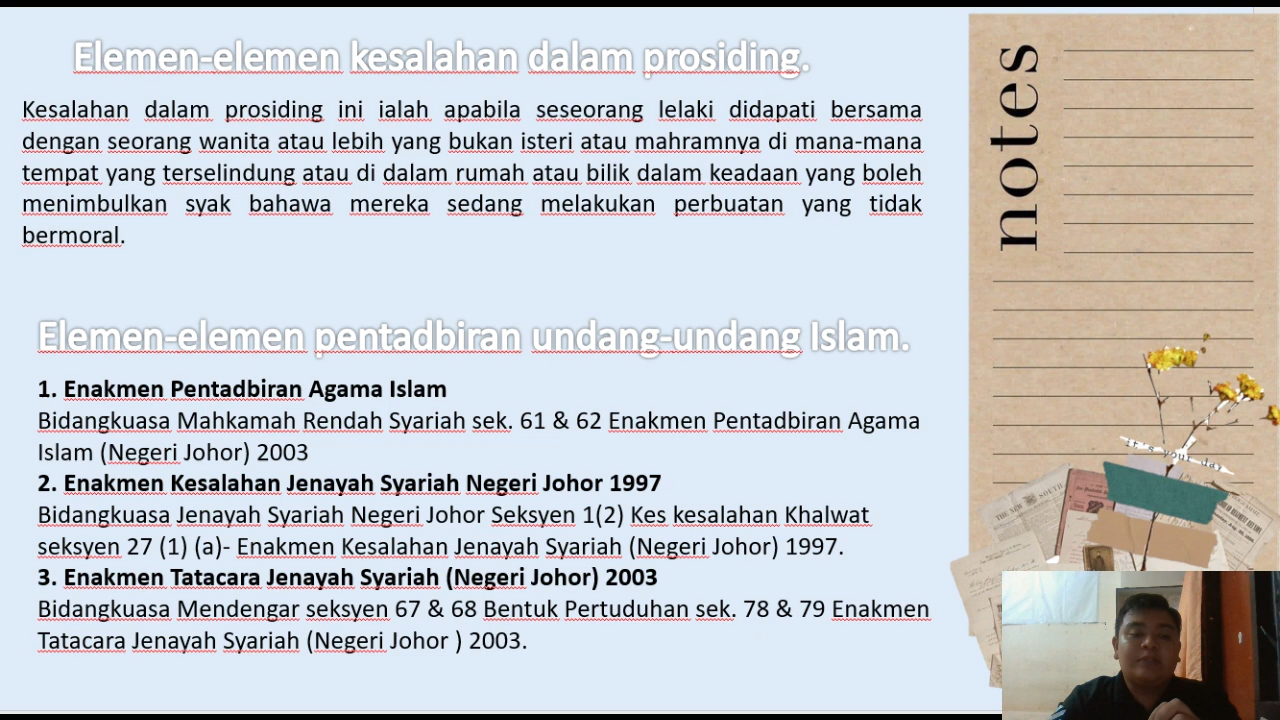 Elemen-elemen kesalahan dalam prosiding.
Kesalahan dalam prosiding ini ialah apabila seseorang lelaki didapati bersama
dengan seorang wanita atau lebih yang bukan isteri atau mahramnya di mana-mana
tempat yang terselindung atau di dalam rumah atau bilik dalam keadaan yang boleh
menimbulkan syak bahawa mereka sedang melakukan perbuatan yang tidak
bermoral.
Elemen-elemen pentadbiran undang-undang Islam.
1. Enakmen Pentadbiran Agama Islam
Bidangkuasa Mahkamah Rendah Syariah sek. 61 & 62 Enakmen Pentadbiran Agama
Islam (Negeri Johor) 2003
2. Enakmen Kesalahan Jenayah Syariah Negeri Johor 1997
Bidangkuasa Jenayah Syariah Negeri Johor Seksyen 1(2) Kes kesalahan Khalwat
seksyen 27 (1) (a)- Enakmen Kesalahan Jenayah Syariah (Negeri Johor) 1997.
3. Enakmen Tatacara Jenayah Syariah (Negeri Johor) 2003
Bidangkuasa Mendengar seksyen 67 & 68 Bentuk Pertuduhan sek. 78 & 79 Enakmen
Tatacara Jenayah Syariah (Negeri Johor ) 2003.
notes
it's your day